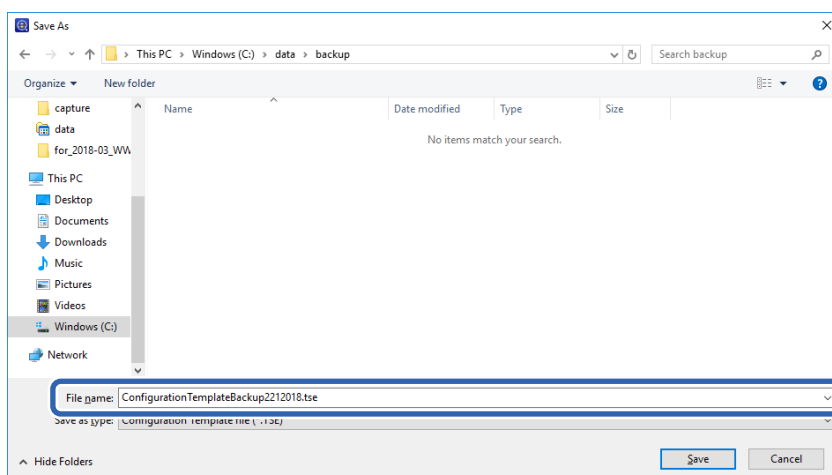 Save As
This PC > Windows (C:) > data > backup
Search backup
Organize
New folder
capture
data
for_2018-03_WW
This PC
Desktop
Documents
Downloads
Music
Pictures
Videos
Windows (C:)
Network
Name
Date modified
Type
Size
No items match your search.
File name: ConfigurationTemplateBackup2212018.tse
Save as type: Configuration Template file (*.TSE)
Hide Folders
Save
Cancel